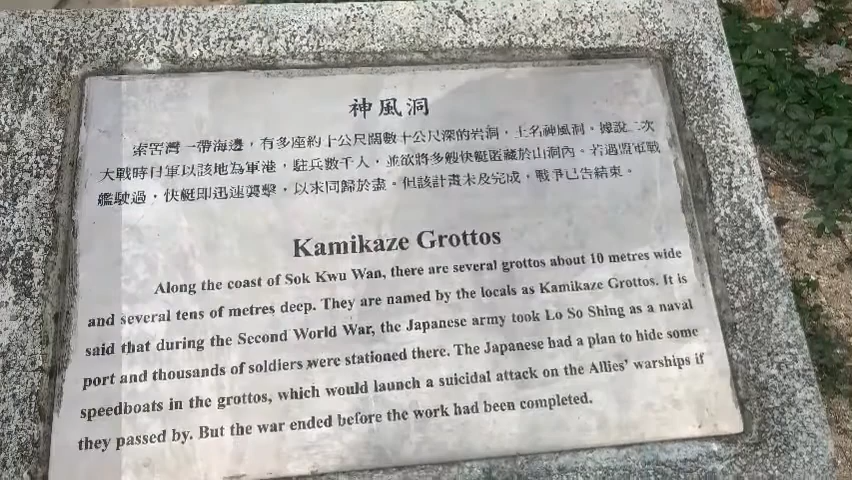 神風洞
索罟灣一帶海邊，有多座約十公尺闊數十公尺深的岩洞，土名神風洞。據說二次
大戰時日軍以該地為軍港，駐兵數千人，並欲將多艘快艇匿藏於山洞內。若遇盟軍戰
艦駛過，快艇即迅速襲擊，以求同歸於盡。但該計畫未及完成，戰爭已告結束。
Kamikaze Grottos
Along the coast of Sok Kwu Wan, there are several grottos about 10 metres wide
and several tens of metres deep. They are named by the locals as Kamikaze Grottos. It is
said that during the Second World War, the Japanese army took Lo So Shing as a naval
port and thousands of soldiers were stationed there. The Japanese had a plan to hide some
speedboats in the grottos, which would launch a suicidal attack on the Allies' warships if
they passed by. But the war ended before the work had been completed.